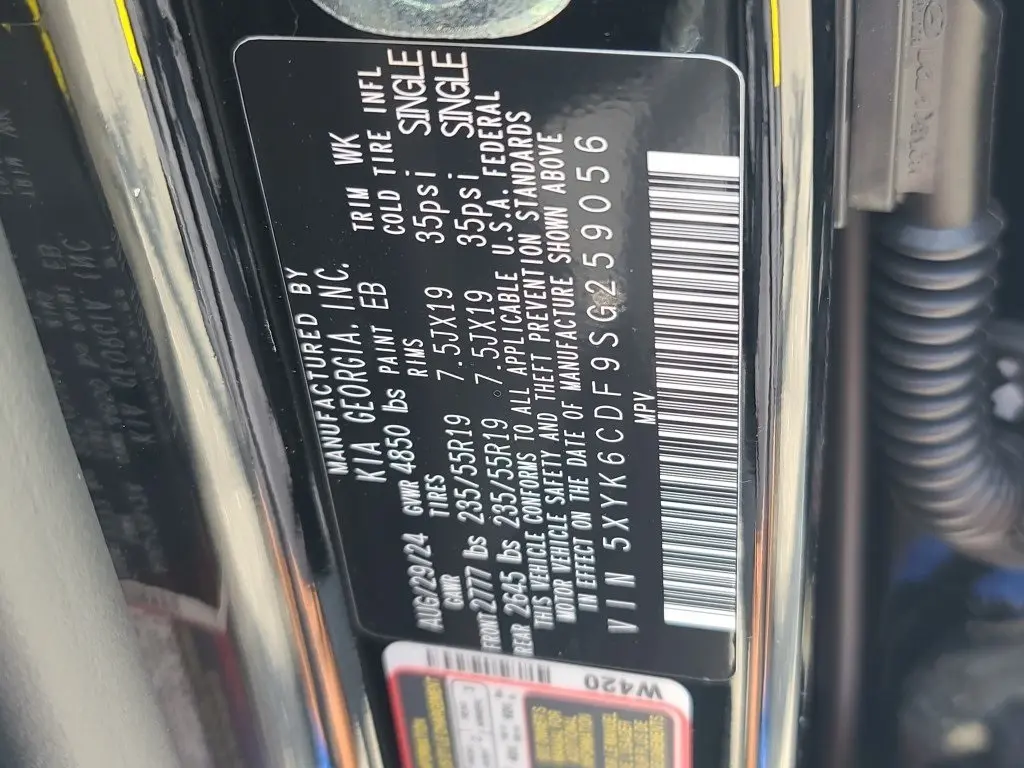 MANUFACTURED BY
KIA GEORGIA, INC.
AUG/29/24 GVWR 4850 lbs PAINT EB TRIM WK
GAWR TIRES RIMS COLD TIRE INFL
FRONT 2777 lbs 235/55R19 7.5JX19 35psi SINGLE
REAR 2645 lbs 235/55R19 7.5JX19 35psi SINGLE
THIS VEHICLE CONFORMS TO ALL APPLICABLE U.S.A. FEDERAL
MOTOR VEHICLE SAFETY AND THEFT PREVENTION STANDARDS
IN EFFECT ON THE DATE OF MANUFACTURE SHOWN ABOVE
VIN 5XYK6CDF9SG259056
MPV
W420